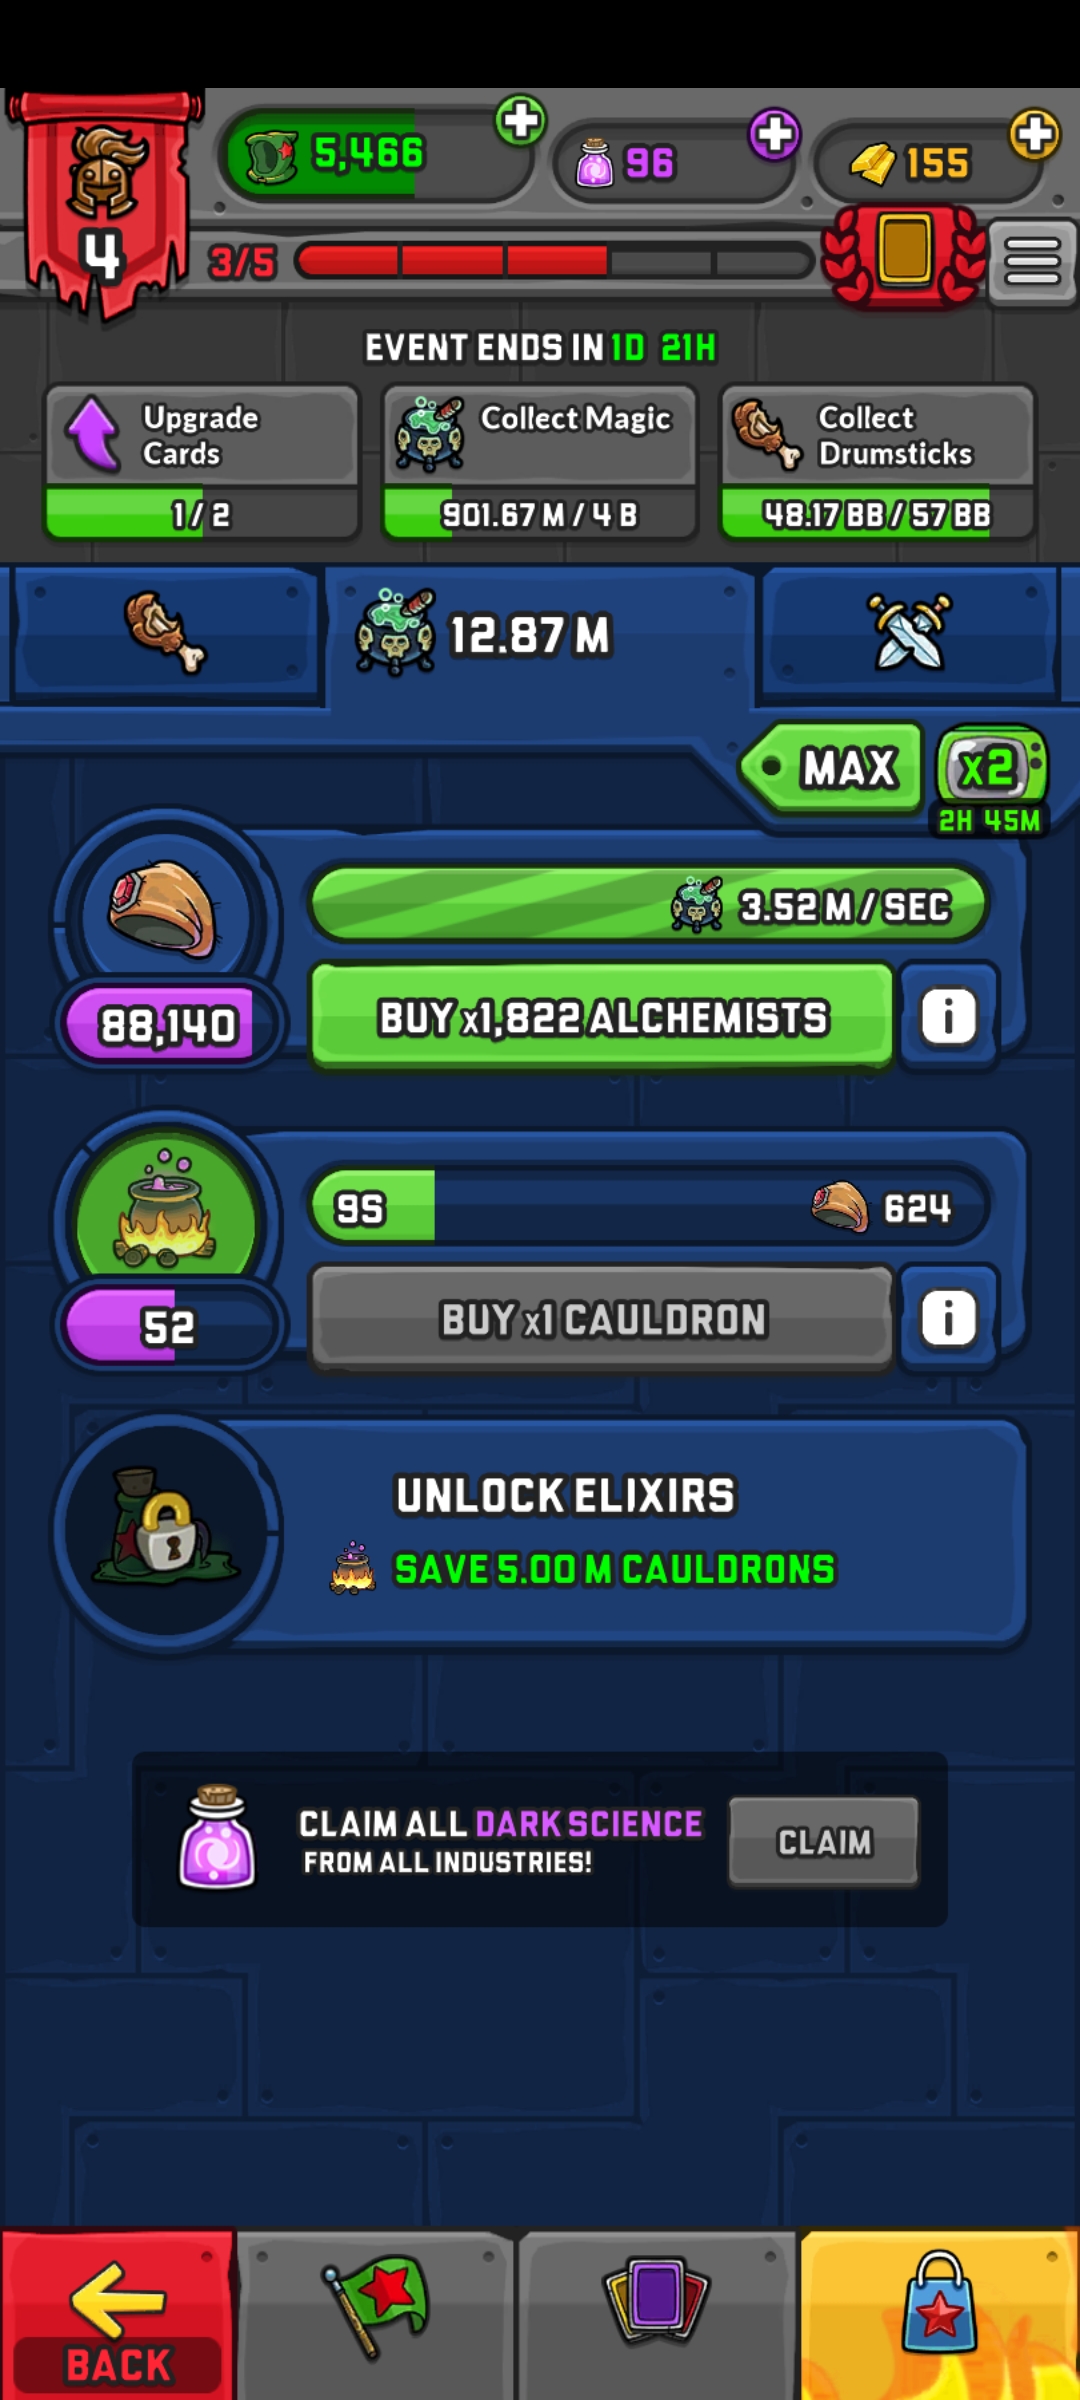 5,466
96
155
4
3/5
EVENT ENDS IN 1D 21H
Upgrade
Cards
1/2
Collect Magic
901.67 M / 4 B
Collect
Drumsticks
48.17 BB / 57 BB
12.87 M
MAX
x2
2H 45M
3.52 M / SEC
88,140
BUY x1,822 ALCHEMISTS
i
9S
624
52
BUY x1 CAULDRON
i
UNLOCK ELIXIRS
SAVE 5.00 M CAULDRONS
CLAIM ALL DARK SCIENCE
FROM ALL INDUSTRIES!
CLAIM
BACK